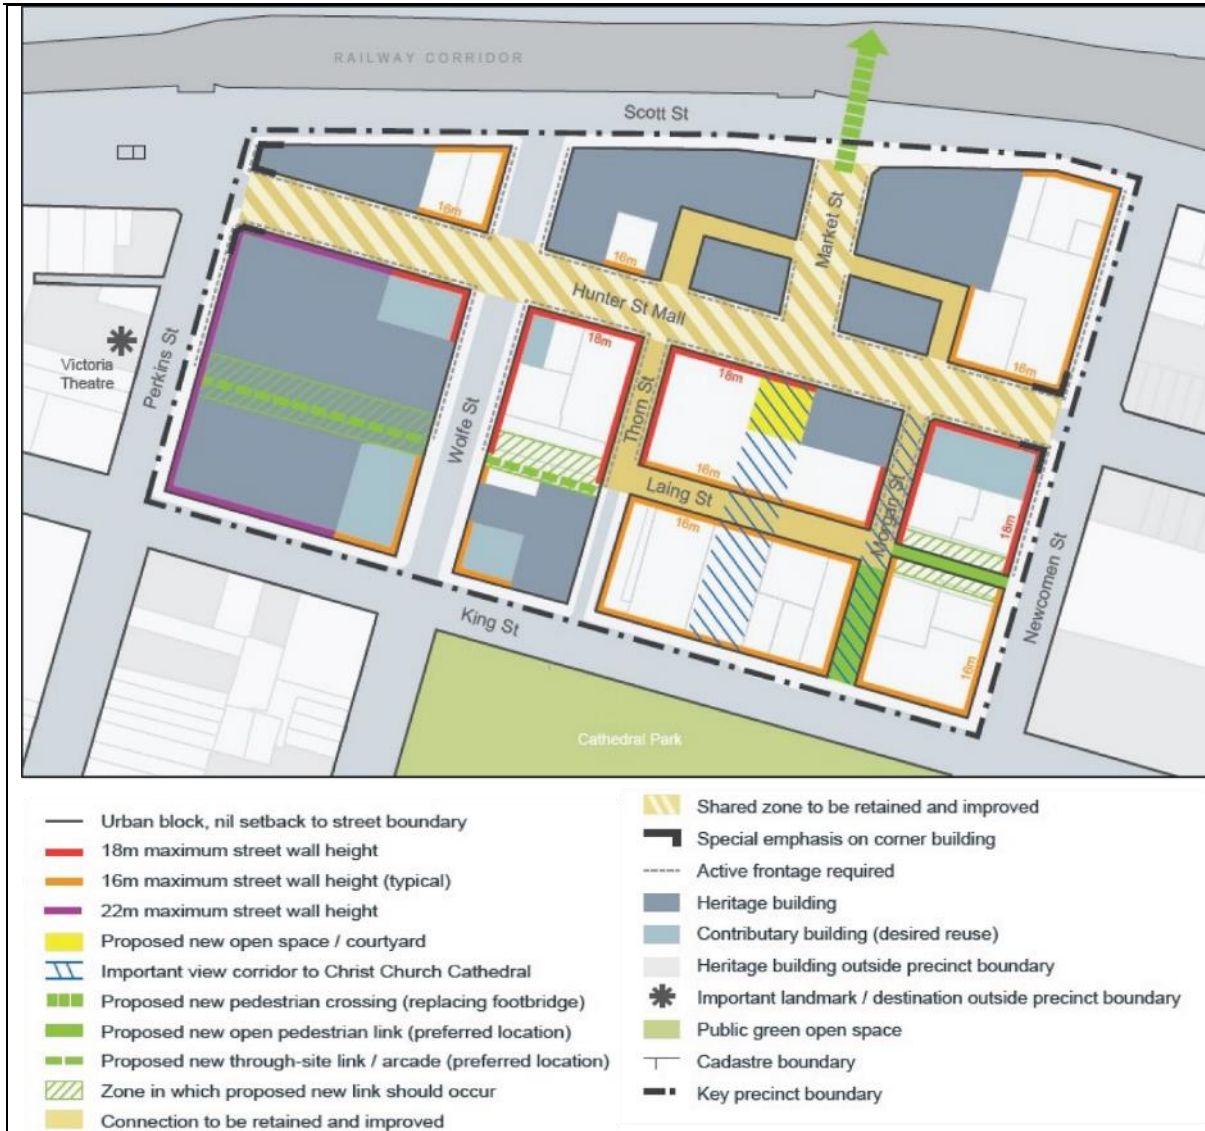 RAILWAY CORRIDOR
Scott St
Market St
16m
16m
Hunter St Mall
Victoria
Theatre
Perkins St
Wolfe St
18m
Thorn St
18m
16m
16m
Laing St
Morgan St
18m
16m
Newcomen St
16m
King St
Cathedral Park
Urban block, nil setback to street boundary
18m maximum street wall height
16m maximum street wall height (typical)
22m maximum street wall height
Proposed new open space / courtyard
Important view corridor to Christ Church Cathedral
Proposed new pedestrian crossing (replacing footbridge)
Proposed new open pedestrian link (preferred location)
Proposed new through-site link / arcade (preferred location)
Zone in which proposed new link should occur
Connection to be retained and improved
Shared zone to be retained and improved
Special emphasis on corner building
Active frontage required
Heritage building
Contributary building (desired reuse)
Heritage building outside precinct boundary
Important landmark / destination outside precinct boundary
Public green open space
Cadastre boundary
Key precinct boundary